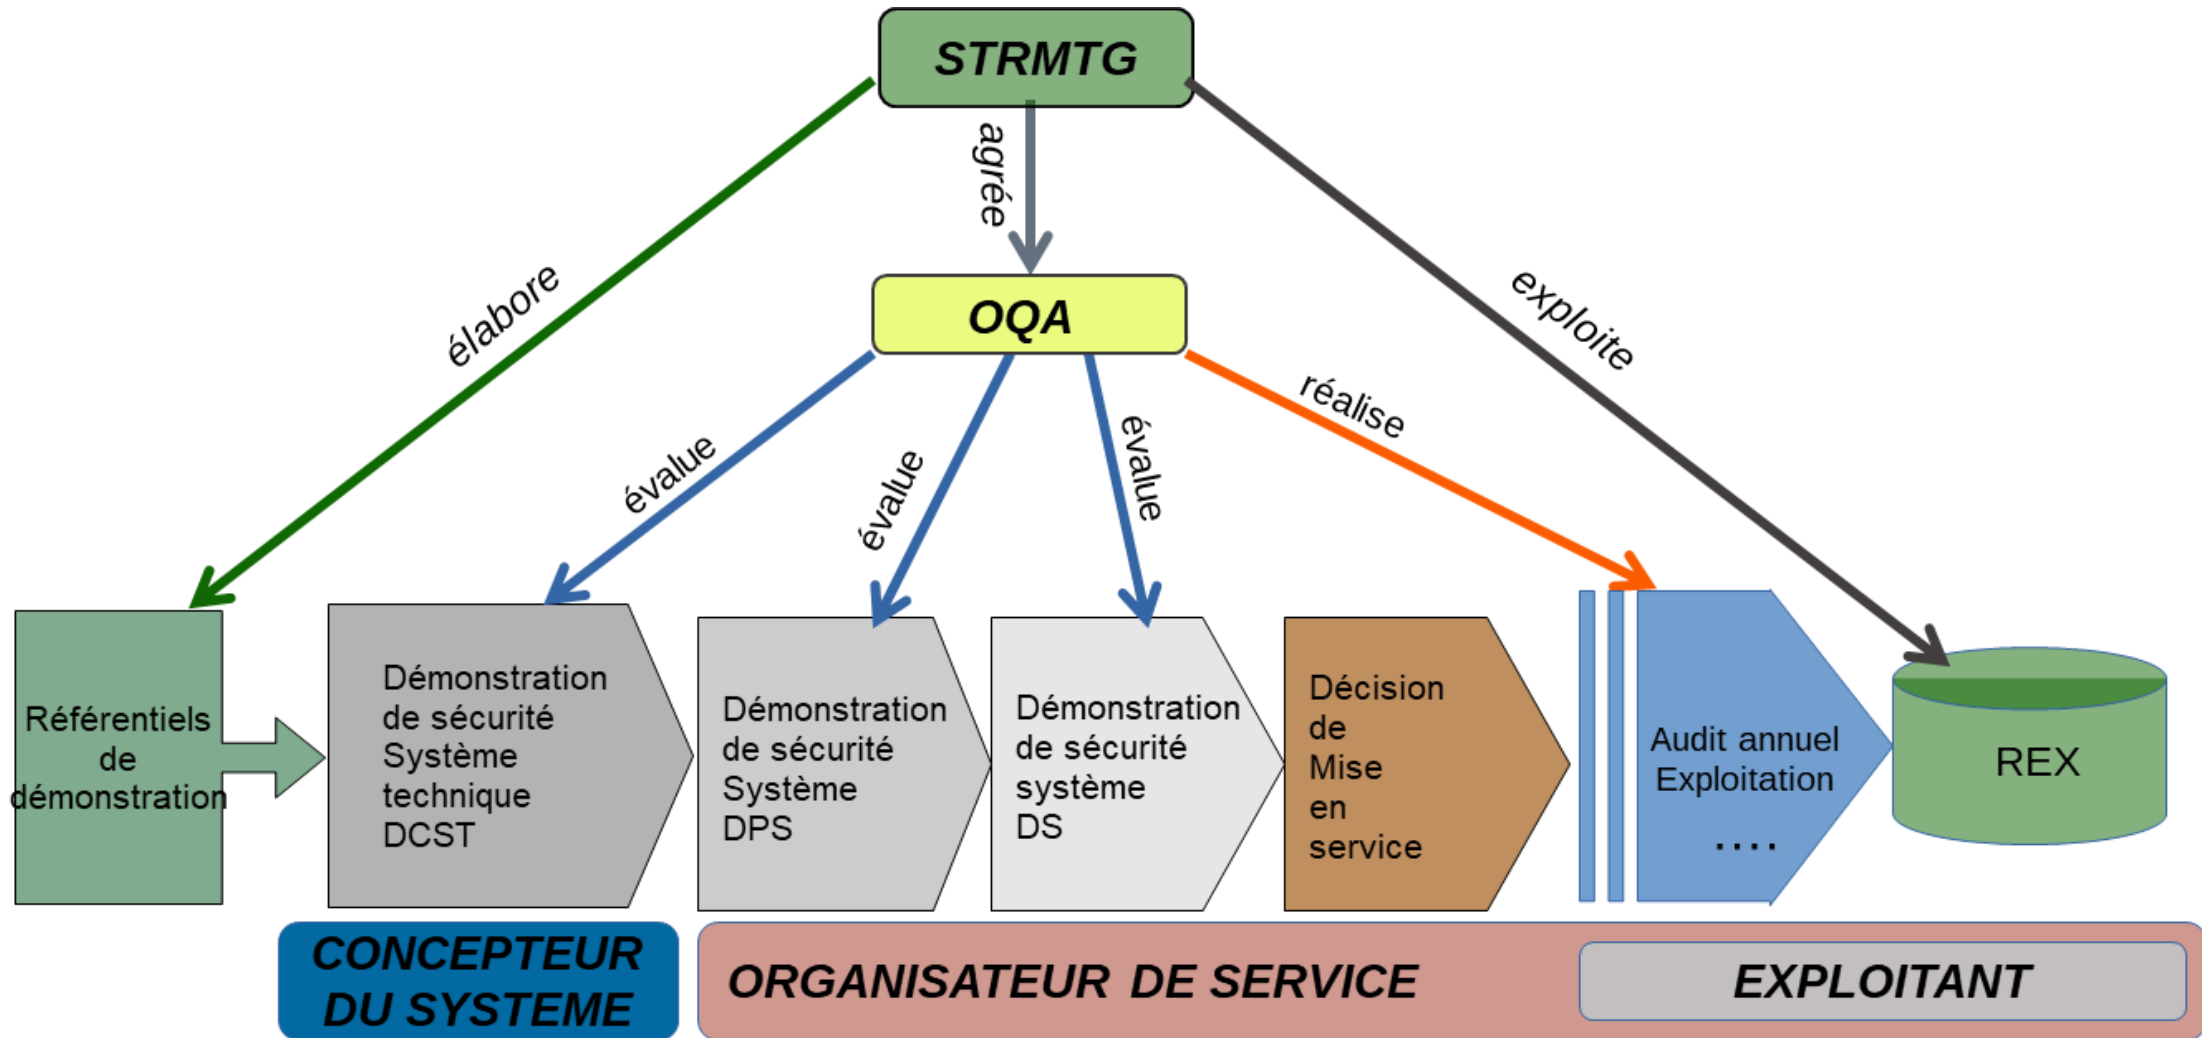 STRMTG
agrée
élabore
exploite
OQA
réalise
évalue
évalue
évalue
Référentiels
de
démonstration
Démonstration
de sécurité
Système
technique
DCST
Démonstration
de sécurité
Système
DPS
Démonstration
de sécurité
système
DS
Décision
de
Mise
en
service
Audit annuel
Exploitation
....
REX
CONCEPTEUR
DU SYSTEME
ORGANISATEUR DE SERVICE
EXPLOITANT